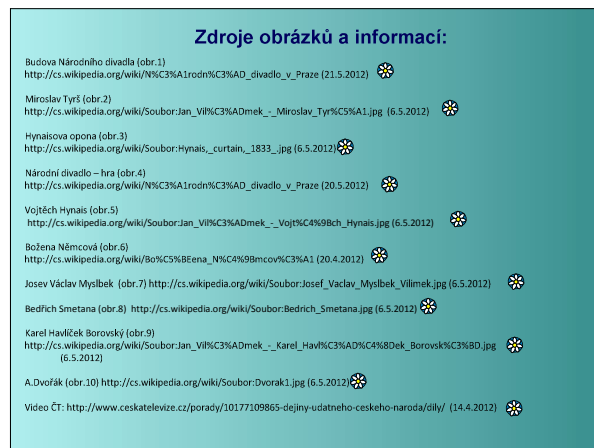 Zdroje obrázků a informací:
Budova Národního divadla (obr.1)
http://cs.wikipedia.org/wiki/N%C3%A1rodn%C3%AD_divadlo_v_Praze (21.5.2012)
Miroslav Tyrš (obr.2)
http://cs.wikipedia.org/wiki/Soubor:Jan_Vil%C3%ADmek_-_Miroslav_Tyr%C5%A1.jpg (6.5.2012)
Hynaisova opona (obr.3)
http://cs.wikipedia.org/wiki/Soubor:Hynais,_curtain,_1833_.jpg (6.5.2012)
Národní divadlo – hra (obr.4)
http://cs.wikipedia.org/wiki/N%C3%A1rodn%C3%AD_divadlo_v_Praze (20.5.2012)
Vojtěch Hynais (obr.5)
http://cs.wikipedia.org/wiki/Soubor:Jan_Vil%C3%ADmek_-_Vojt%C4%9Bch_Hynais.jpg (6.5.2012)
Božena Němcová (obr.6)
http://cs.wikipedia.org/wiki/Bo%C5%BEena_N%C4%9Bmcov%C3%A1 (20.4.2012)
Josev Václav Myslbek (obr.7) http://cs.wikipedia.org/wiki/Soubor:Josef_Vaclav_Myslbek_Vilimek.jpg (6.5.2012)
Bedřich Smetana (obr.8) http://cs.wikipedia.org/wiki/Soubor:Bedrich_Smetana.jpg (6.5.2012)
Karel Havlíček Borovský (obr.9)
http://cs.wikipedia.org/wiki/Soubor:Jan_Vil%C3%ADmek_-_Karel_Havl%C3%AD%C4%8Dek_Borovsk%C3%BD.jpg
(6.5.2012)
A.Dvořák (obr.10) http://cs.wikipedia.org/wiki/Soubor:Dvorak1.jpg (6.5.2012)
Video ČT: http://www.ceskatelevize.cz/porady/10177109865-dejiny-udatneho-ceskeho-naroda/dily/ (14.4.2012)